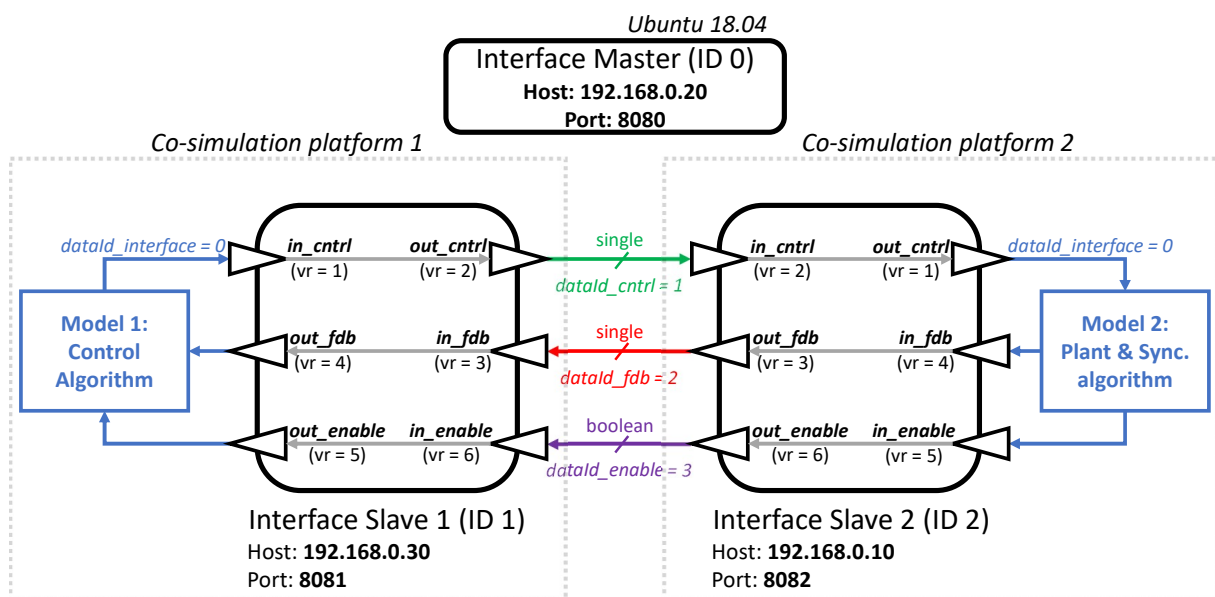 Ubuntu 18.04
Interface Master (ID 0)
Host: 192.168.0.20
Port: 8080
Co-simulation platform 1
Co-simulation platform 2
dataId_interface = 0
in_cntrl
(vr = 1)
out_cntrl
(vr = 2)
single
dataId_cntrl = 1
in_cntrl
(vr = 2)
out_cntrl
(vr = 1)
dataId_interface = 0
Model 1:
Control
Algorithm
out_fdb
(vr = 4)
in_fdb
(vr = 3)
single
dataId_fdb = 2
out_fdb
(vr = 3)
in_fdb
(vr = 4)
Model 2:
Plant & Sync.
algorithm
out_enable
(vr = 5)
in_enable
(vr = 6)
boolean
dataId_enable = 3
out_enable
(vr = 6)
in_enable
(vr = 5)
Interface Slave 1 (ID 1)
Host: 192.168.0.30
Port: 8081
Interface Slave 2 (ID 2)
Host: 192.168.0.10
Port: 8082